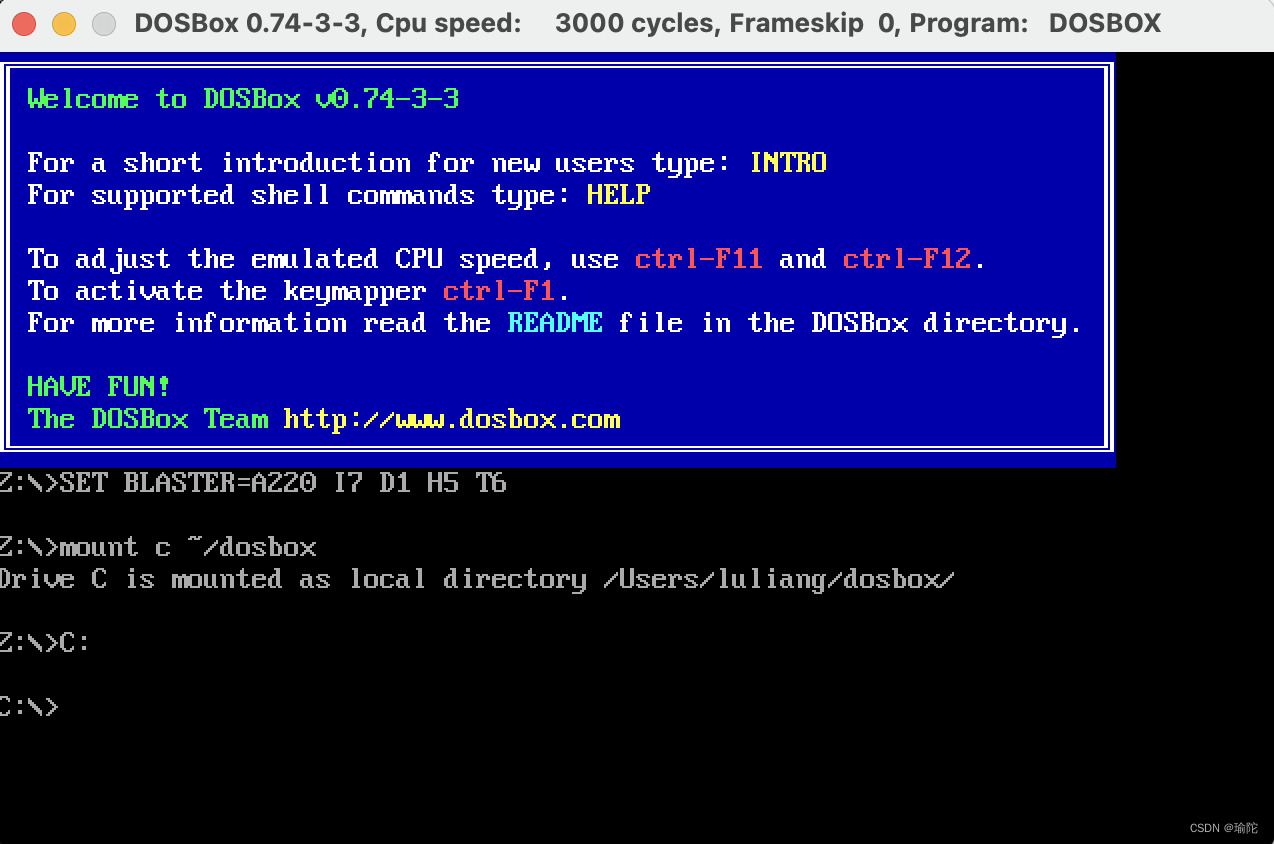 DOSBox 0.74-3-3, Cpu speed: 3000 cycles, Frameskip 0, Program: DOSBOX
Welcome to DOSBox v0.74-3-3
For a short introduction for new users type: INTRO
For supported shell commands type: HELP
To adjust the emulated CPU speed, use ctrl-F11 and ctrl-F12.
To activate the keymapper ctrl-F1.
For more information read the README file in the DOSBox directory.
HAVE FUN!
The DOSBox Team http://www.dosbox.com
Z:\>SET BLASTER=A220 I7 D1 H5 T6
Z:\>mount c ~/dosbox
Drive C is mounted as local directory /Users/luliang/dosbox/
Z:\>C:
C:\>
CSDN @瑜陀